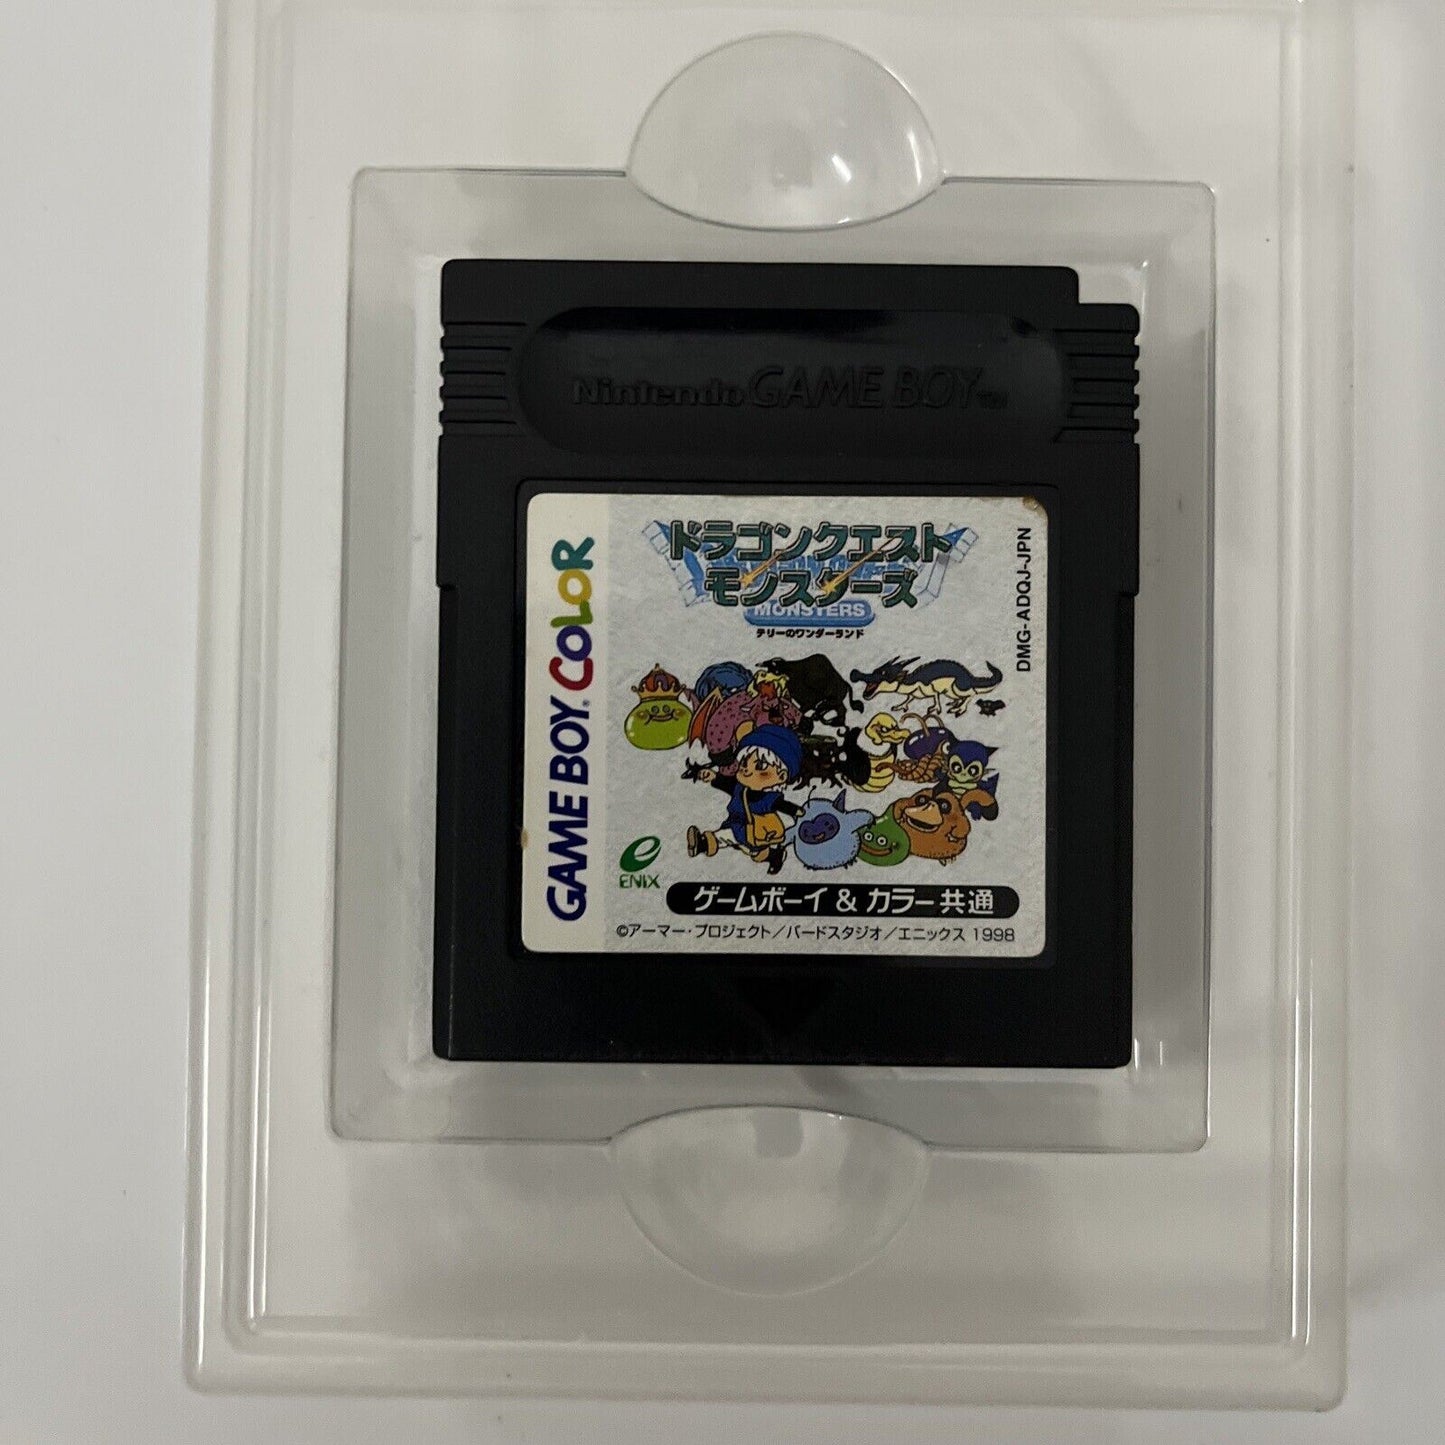 Nintendo GAME BOY™
GAME BOY COLOR
ドラゴンクエスト
モンスターズ
MONSTERS
テリーのワンダーランド
DMG-ADQJ-JPN
ENIX
ゲームボーイ & カラー共通
©アーマー・プロジェクト/バードスタジオ/エニックス 1998